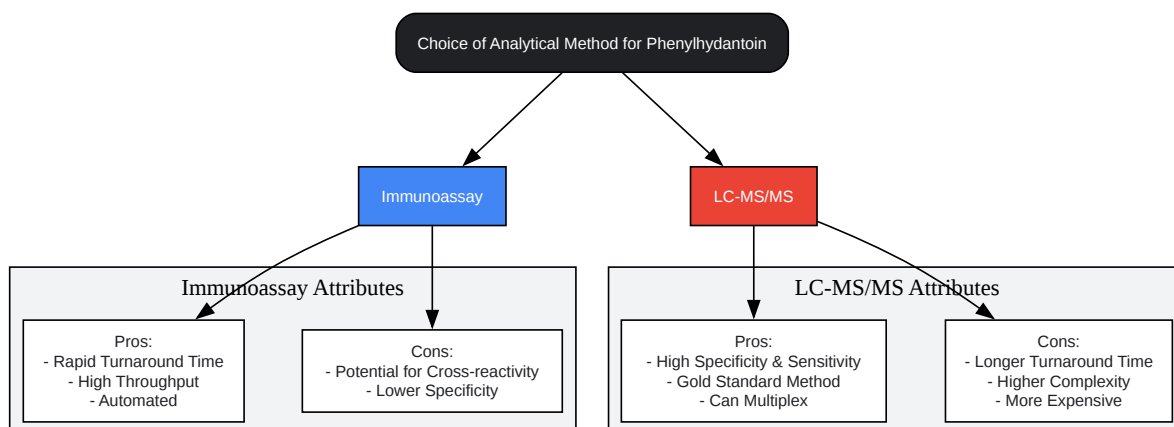 Choice of Analytical Method for Phenylhydantoin
Immunoassay
LC-MS/MS
Immunoassay Attributes
Pros:
- Rapid Turnaround Time
- High Throughput
- Automated
Cons:
- Potential for Cross-reactivity
- Lower Specificity
LC-MS/MS Attributes
Pros:
- High Specificity & Sensitivity
- Gold Standard Method
- Can Multiplex
Cons:
- Longer Turnaround Time
- Higher Complexity
- More Expensive